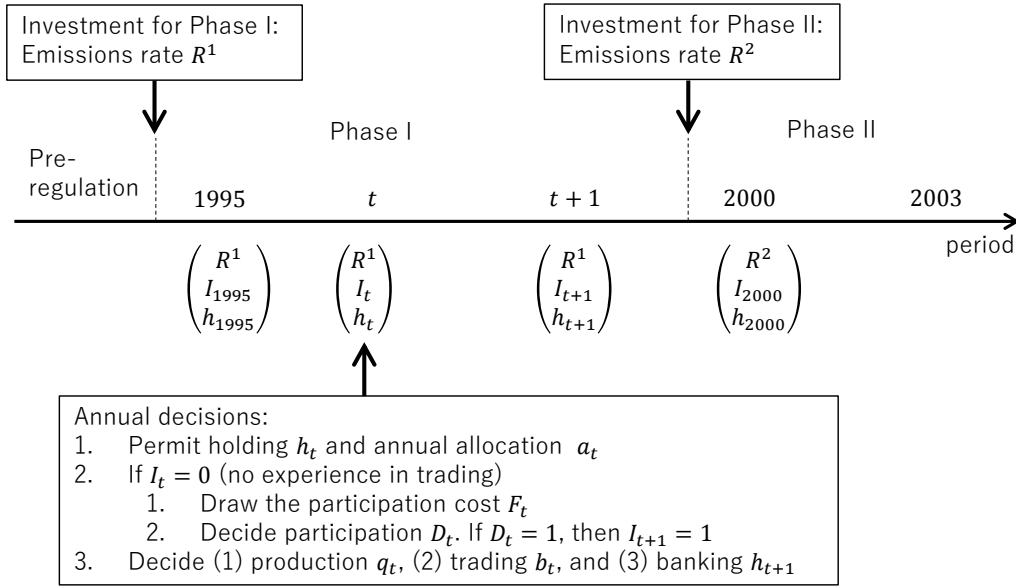 Investment for Phase I:
Emissions rate R¹
Investment for Phase II:
Emissions rate R²
Phase I
Phase II
Pre-
regulation
1995
t
t + 1
2000
2003
period
R¹
I₁₉₉₅
h₁₉₉₅
R¹
Iₜ
hₜ
R¹
Iₜ₊₁
hₜ₊₁
R²
I₂₀₀₀
h₂₀₀₀
Annual decisions:
1. Permit holding hₜ and annual allocation aₜ
2. If Iₜ = 0 (no experience in trading)
1. Draw the participation cost Fₜ
2. Decide participation Dₜ. If Dₜ = 1, then Iₜ₊₁ = 1
3. Decide (1) production qₜ, (2) trading bₜ, and (3) banking hₜ₊₁